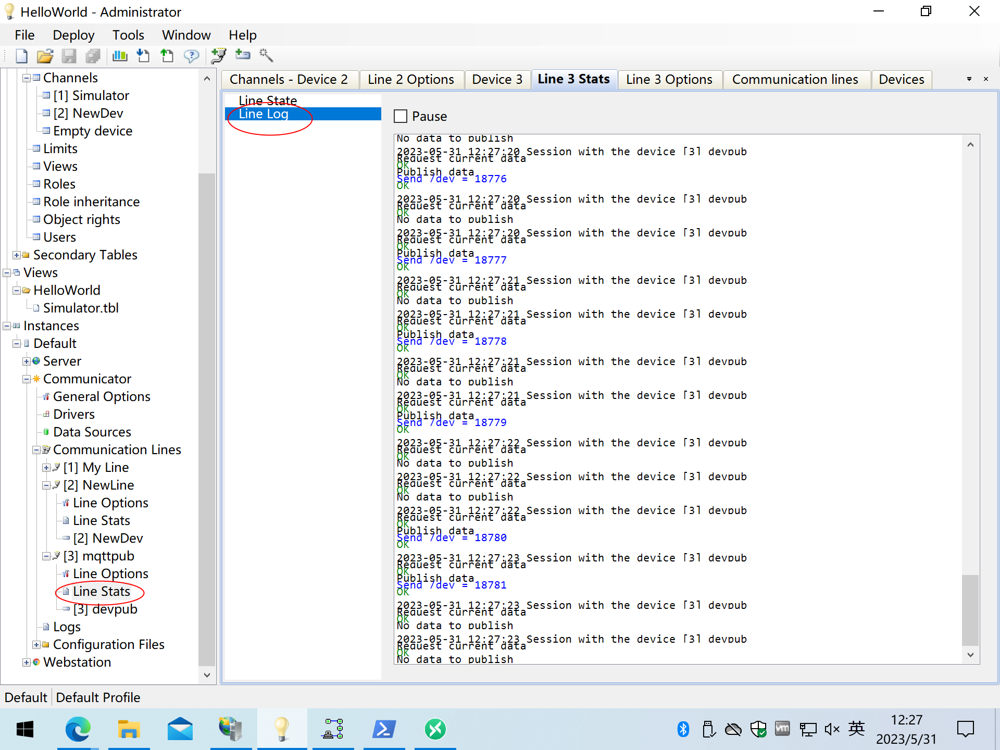 HelloWorld - Administrator
File Deploy Tools Window Help
Channels
[1] Simulator
[2] NewDev
Empty device
Limits
Views
Roles
Role inheritance
Object rights
Users
Secondary Tables
Views
HelloWorld
Simulator.tbl
Instances
Default
Server
Communicator
General Options
Drivers
Data Sources
Communication Lines
[1] My Line
[2] NewLine
Line Options
Line Stats
[2] NewDev
[3] mqttpub
Line Options
Line Stats
[3] devpub
Logs
Configuration Files
Webstation
Channels - Device 2 Line 2 Options Device 3 Line 3 Stats Line 3 Options Communication lines Devices
Line State
Line Log
Pause
No data to publish
2023-05-31 12:27:20 Session with the device [3] devpub
Request current data
OK
Publish data
Send /dev = 18776
OK
2023-05-31 12:27:20 Session with the device [3] devpub
Request current data
OK
No data to publish
2023-05-31 12:27:20 Session with the device [3] devpub
Request current data
OK
Publish data
Send /dev = 18777
OK
2023-05-31 12:27:21 Session with the device [3] devpub
Request current data
OK
No data to publish
2023-05-31 12:27:21 Session with the device [3] devpub
Request current data
OK
Publish data
Send /dev = 18778
OK
2023-05-31 12:27:21 Session with the device [3] devpub
Request current data
OK
No data to publish
2023-05-31 12:27:21 Session with the device [3] devpub
Request current data
OK
Publish data
Send /dev = 18779
OK
2023-05-31 12:27:22 Session with the device [3] devpub
Request current data
OK
No data to publish
2023-05-31 12:27:22 Session with the device [3] devpub
Request current data
OK
No data to publish
2023-05-31 12:27:22 Session with the device [3] devpub
Request current data
OK
Publish data
Send /dev = 18780
OK
2023-05-31 12:27:23 Session with the device [3] devpub
Request current data
OK
Publish data
Send /dev = 18781
OK
2023-05-31 12:27:23 Session with the device [3] devpub
Request current data
OK
No data to publish
2023-05-31 12:27:23 Session with the device [3] devpub
Request current data
OK
No data to publish
Default Default Profile
vm 英 12:27
2023/5/31